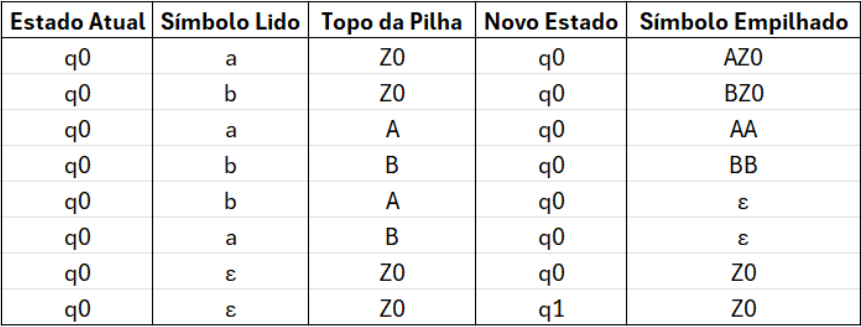 Estado Atual Símbolo Lido Topo da Pilha Novo Estado Símbolo Empilhado
q0 a Z0 q0 AZ0
q0 b Z0 q0 BZ0
q0 a A q0 AA
q0 b B q0 BB
q0 b A q0 ε
q0 a B q0 ε
q0 ε Z0 q0 Z0
q0 ε Z0 q1 Z0